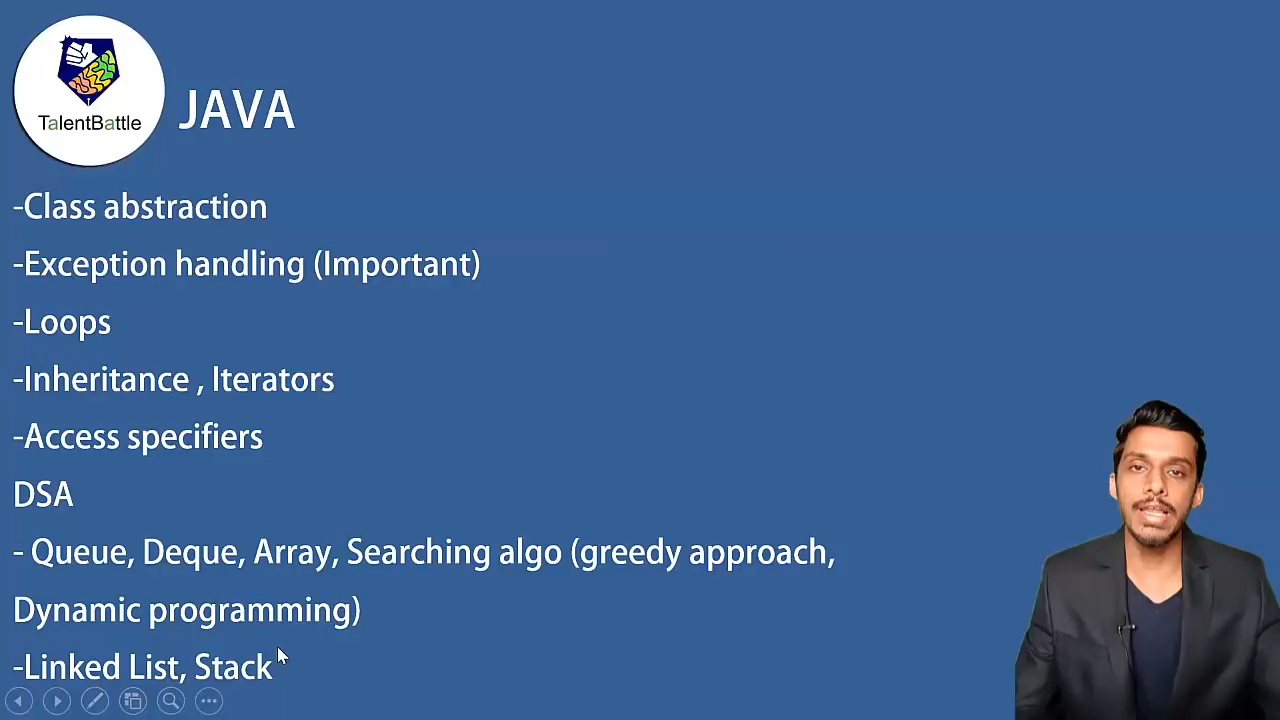 TalentBattle
JAVA
-Class abstraction
-Exception handling (Important)
-Loops
-Inheritance , Iterators
-Access specifiers
DSA
- Queue, Deque, Array, Searching algo (greedy approach,
Dynamic programming)
-Linked List, Stack